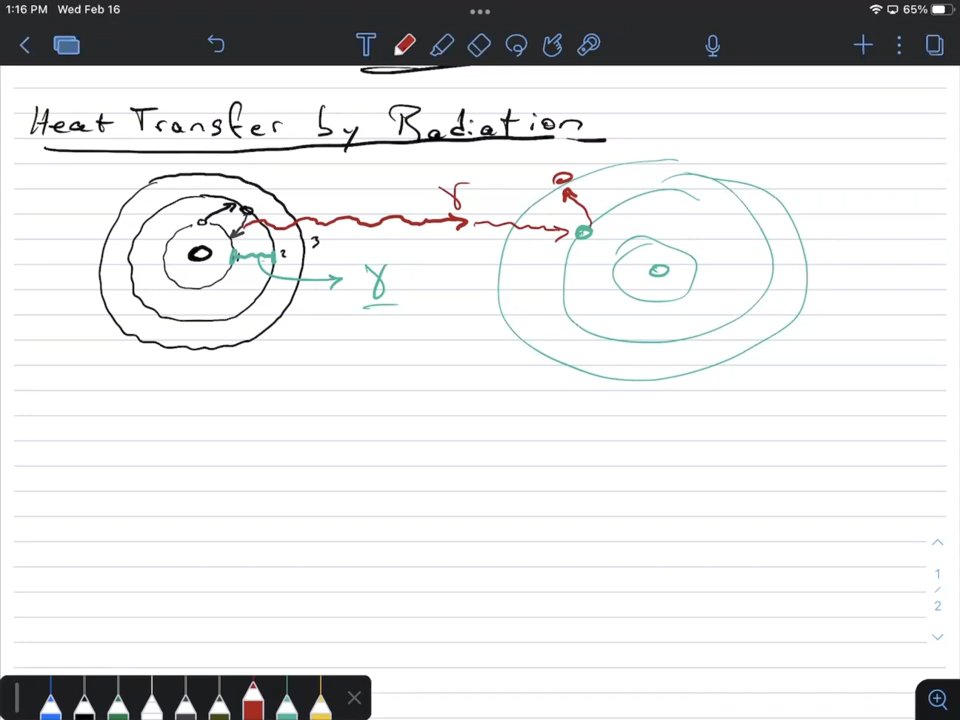 1:16 PM Wed Feb 16
65%
T
Heat Transfer by Radiation
γ
2
3
γ
1
2